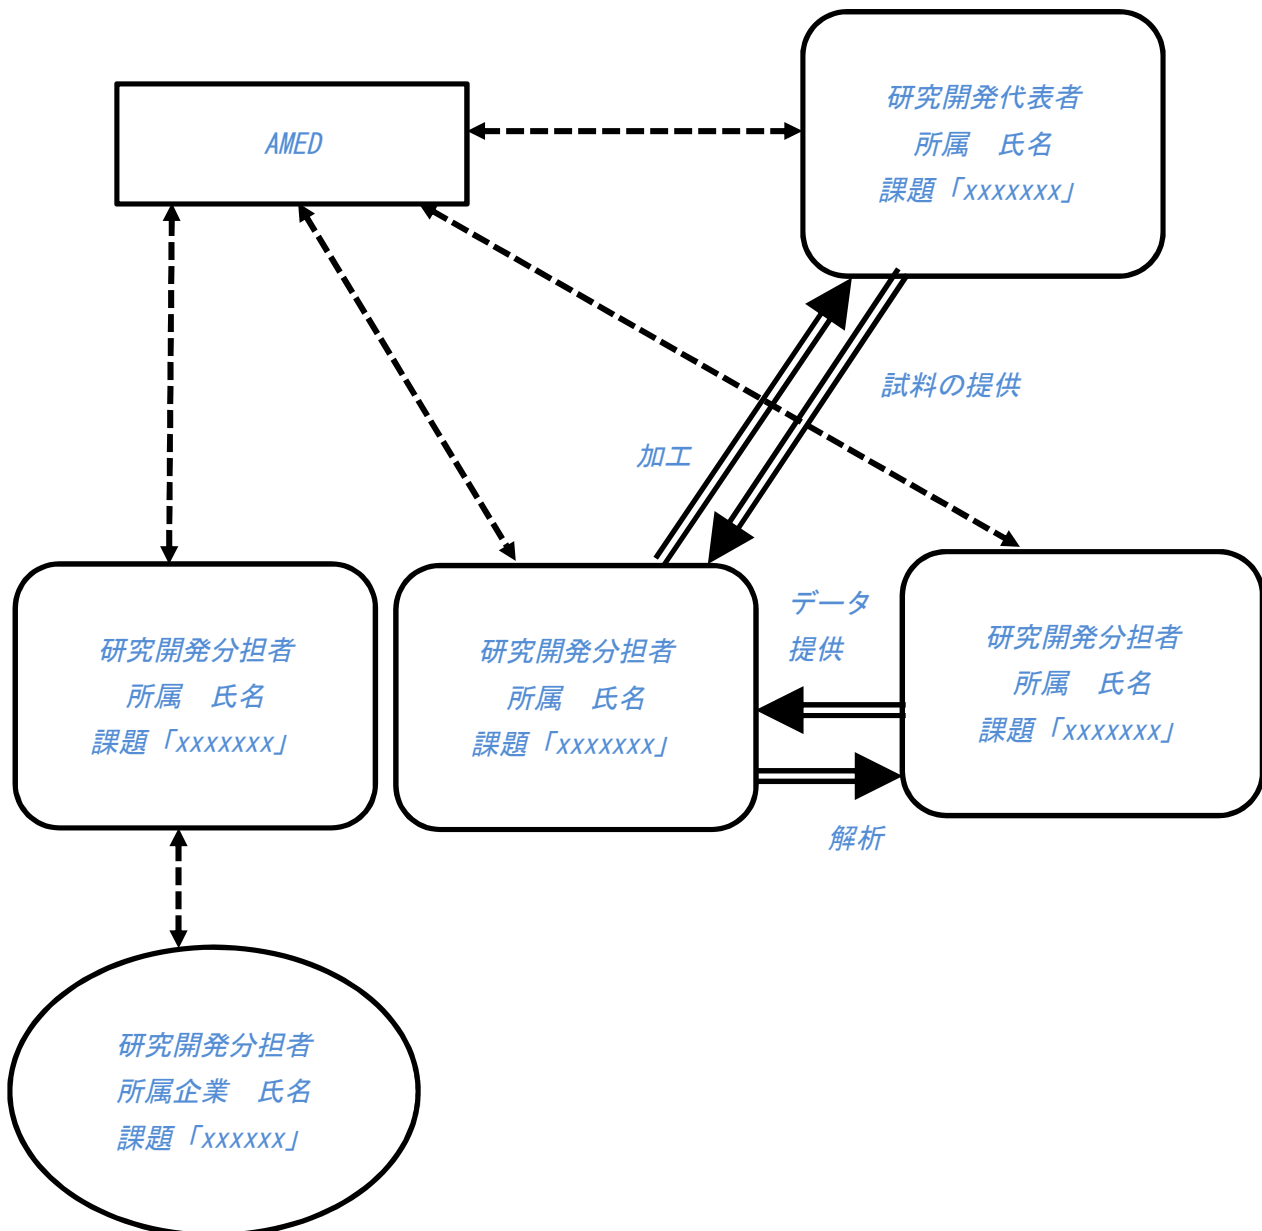 AMED
研究開発代表者
所属　氏名
課題「xxxxxxx」
試料の提供
加工
データ
提供
研究開発分担者
所属　氏名
課題「xxxxxxx」
研究開発分担者
所属　氏名
課題「xxxxxxx」
研究開発分担者
所属　氏名
課題「xxxxxxx」
解析
研究開発分担者
所属企業　氏名
課題「xxxxxx」